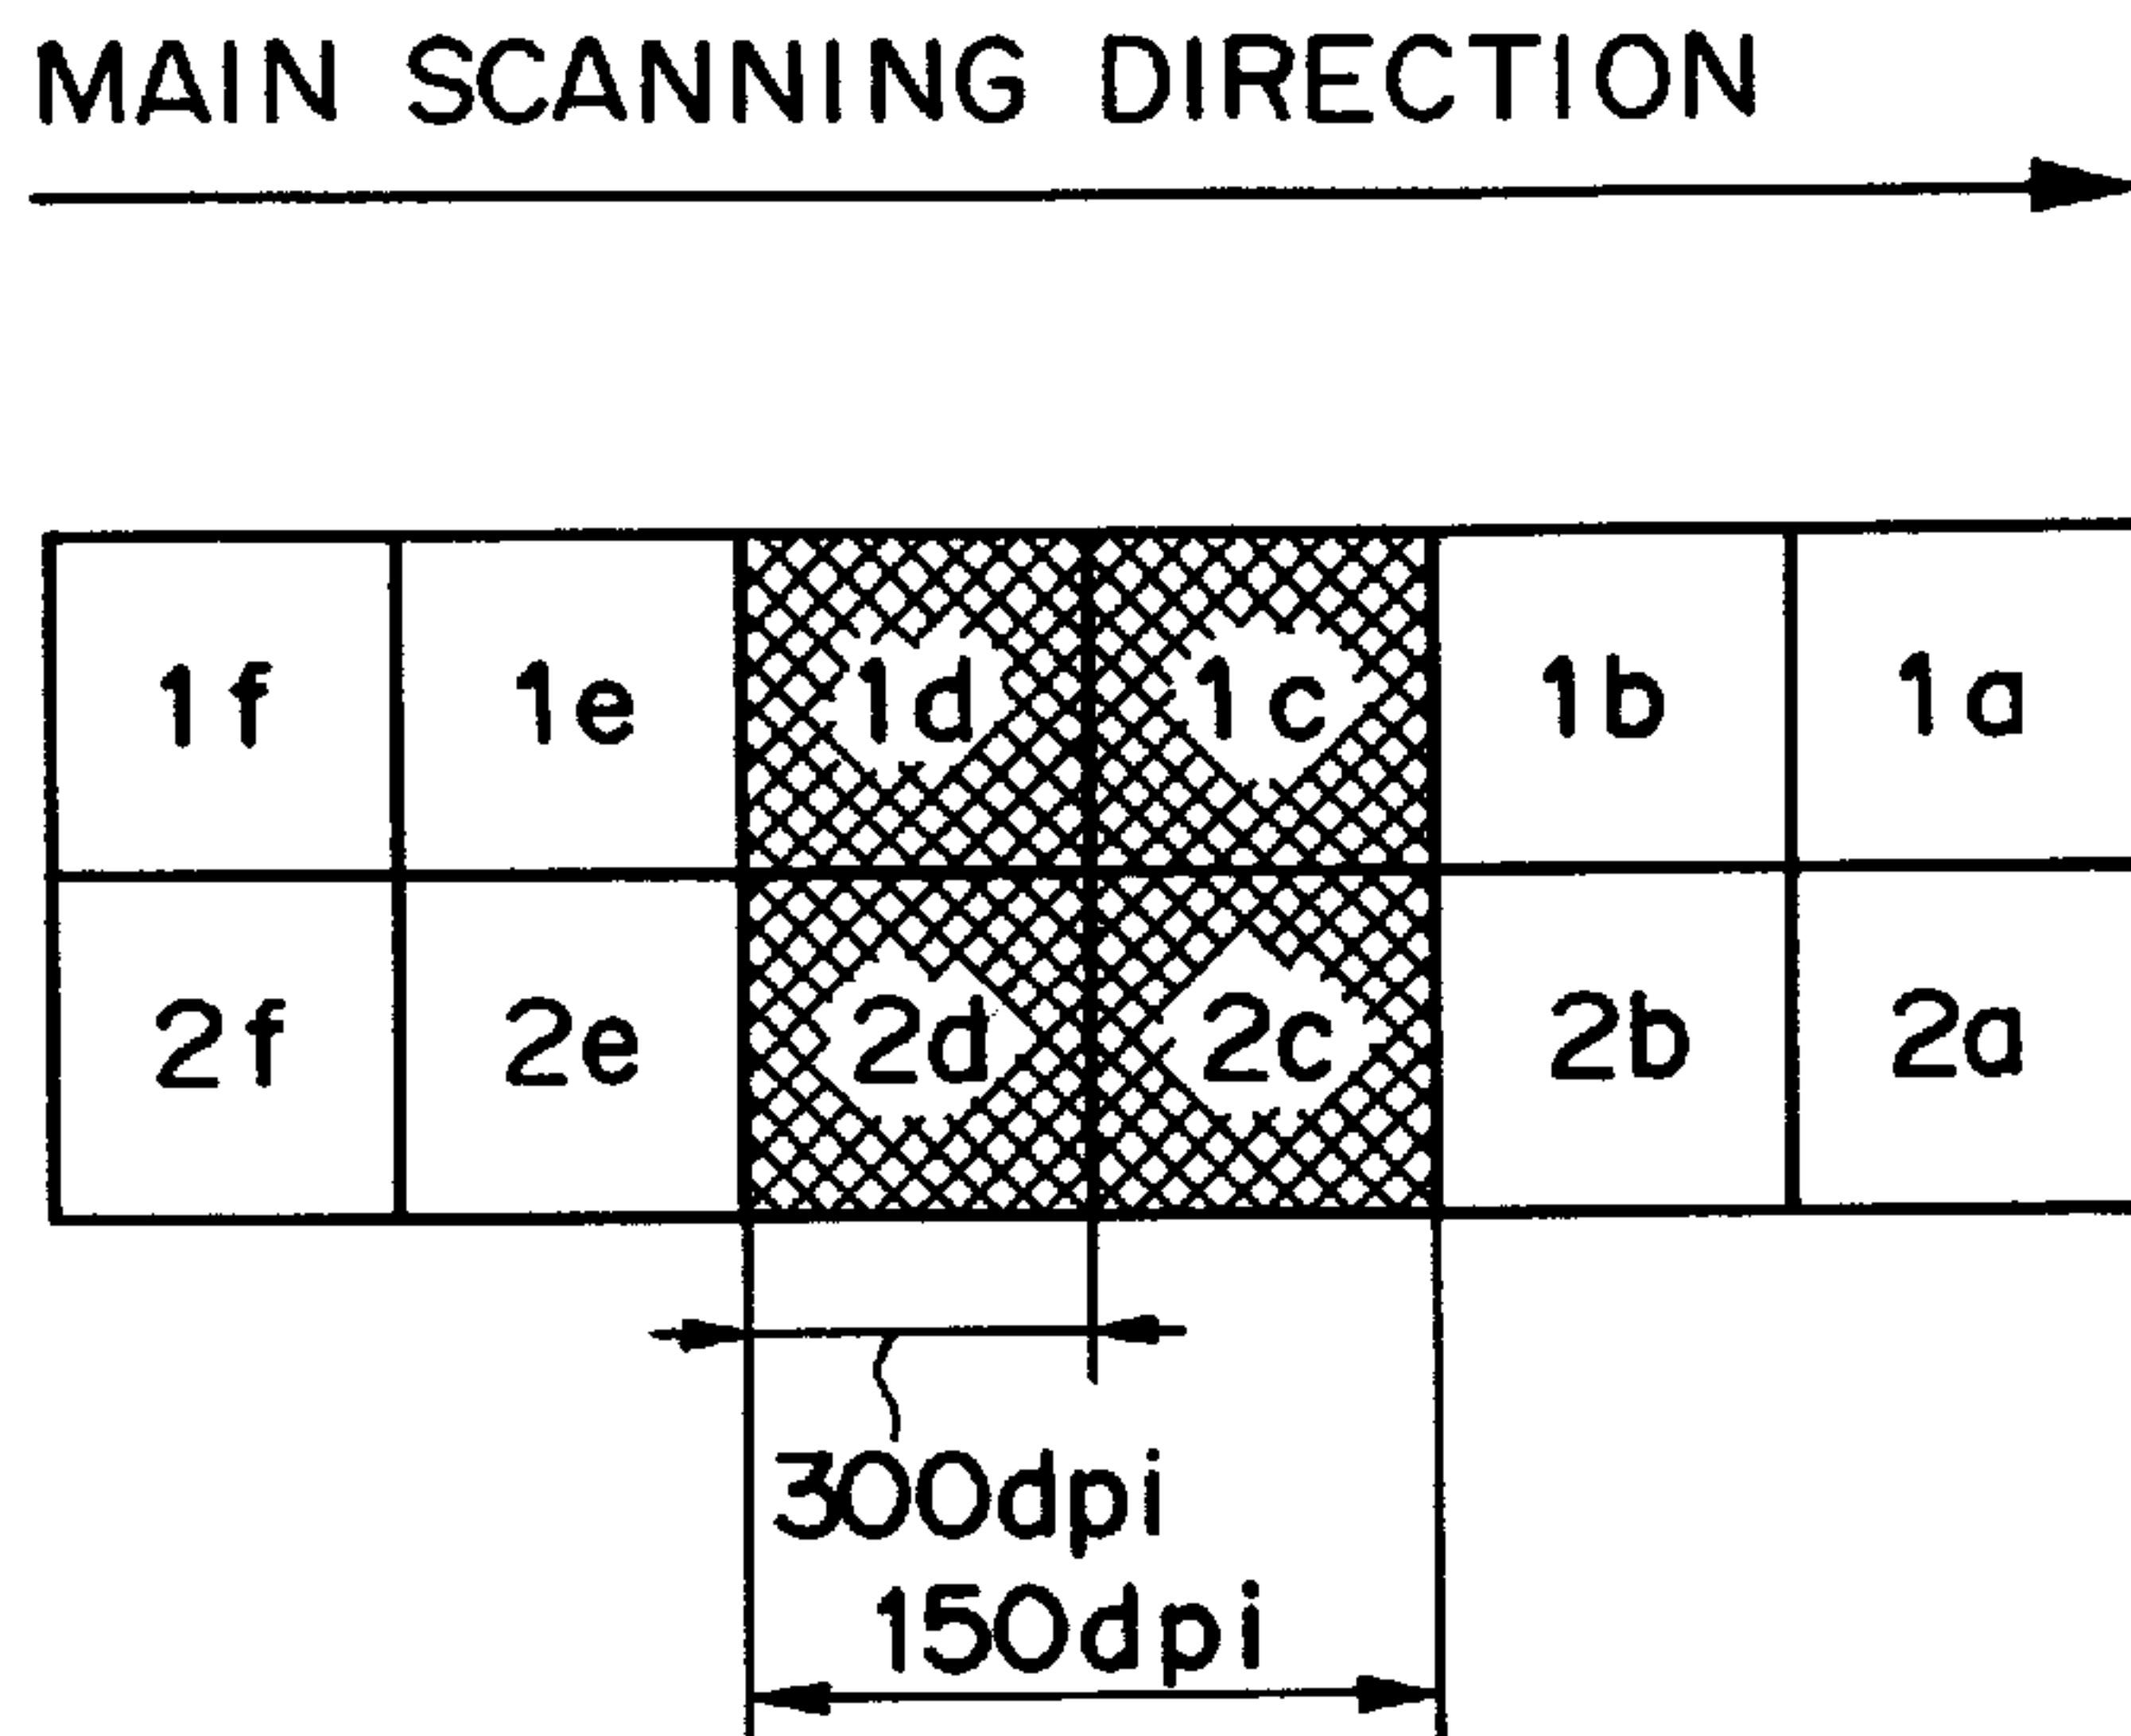 MAIN SCANNING DIRECTION
1f 1e 1d 1c 1b 1a
2f 2e 2d 2c 2b 2a
300dpi
150dpi